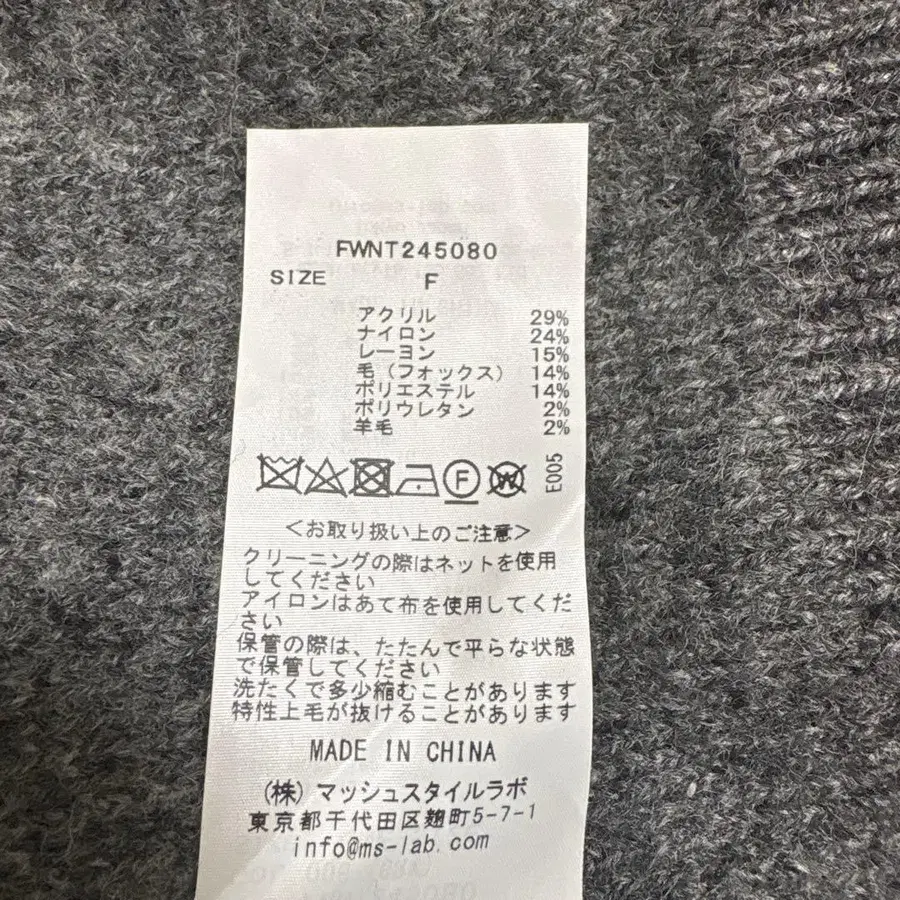 FWNT245080
SIZE F
アクリル 29%
ナイロン 24%
レーヨン 15%
毛（フォックス） 14%
ポリエステル 14%
ポリウレタン 2%
羊毛 2%
F W E005
＜お取り扱い上のご注意＞
クリーニングの際はネットを使用
してください
アイロンはあて布を使用してくだ
さい
保管の際は、たたんで平らな状態
で保管してください
洗たくで多少縮むことがあります
特性上毛が抜けることがあります
MADE IN CHINA
(株) マッシュスタイルラボ
東京都千代田区麹町5-7-1
info@ms-lab.com